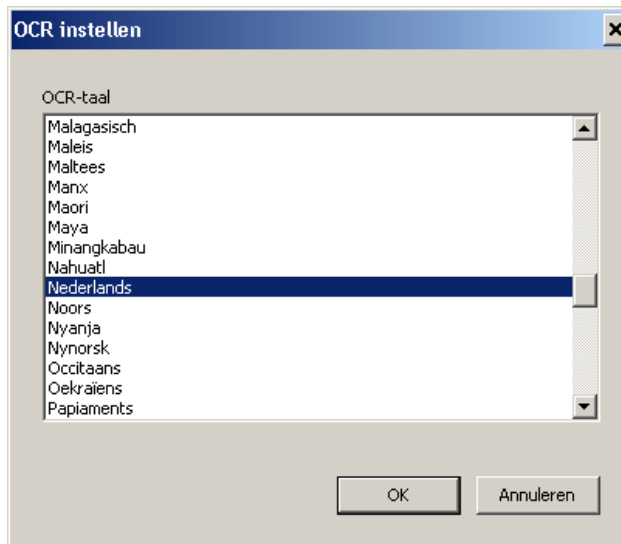 OCR instellen
OCR-taal
Malagasisch
Maleis
Maltees
Manx
Maori
Maya
Minangkabau
Nahuatl
Nederlands
Noors
Nyanja
Nynorsk
Occitaans
Oekraïens
Papiaments
OK
Annuleren